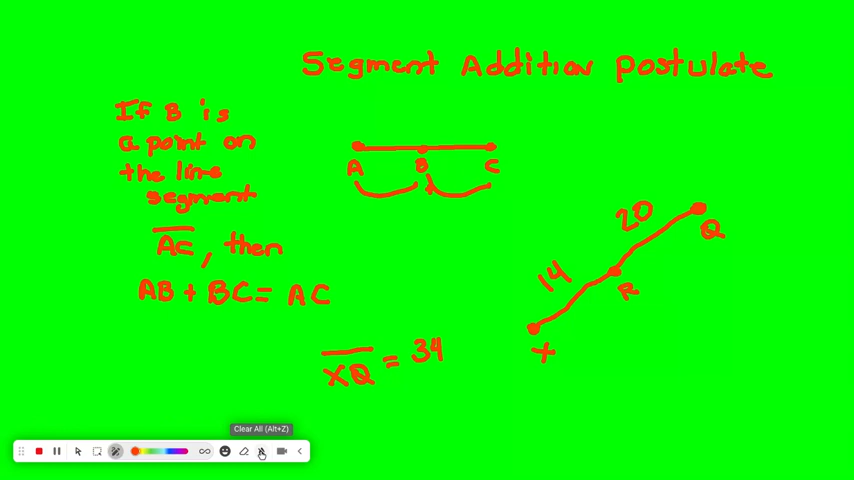 Segment Addition Postulate
If B is
a point on
the line
segment
AC, then
AB + BC = AC
A B C
+
20
Q
14
R
X
XQ = 34
Clear All (Alt+Z)